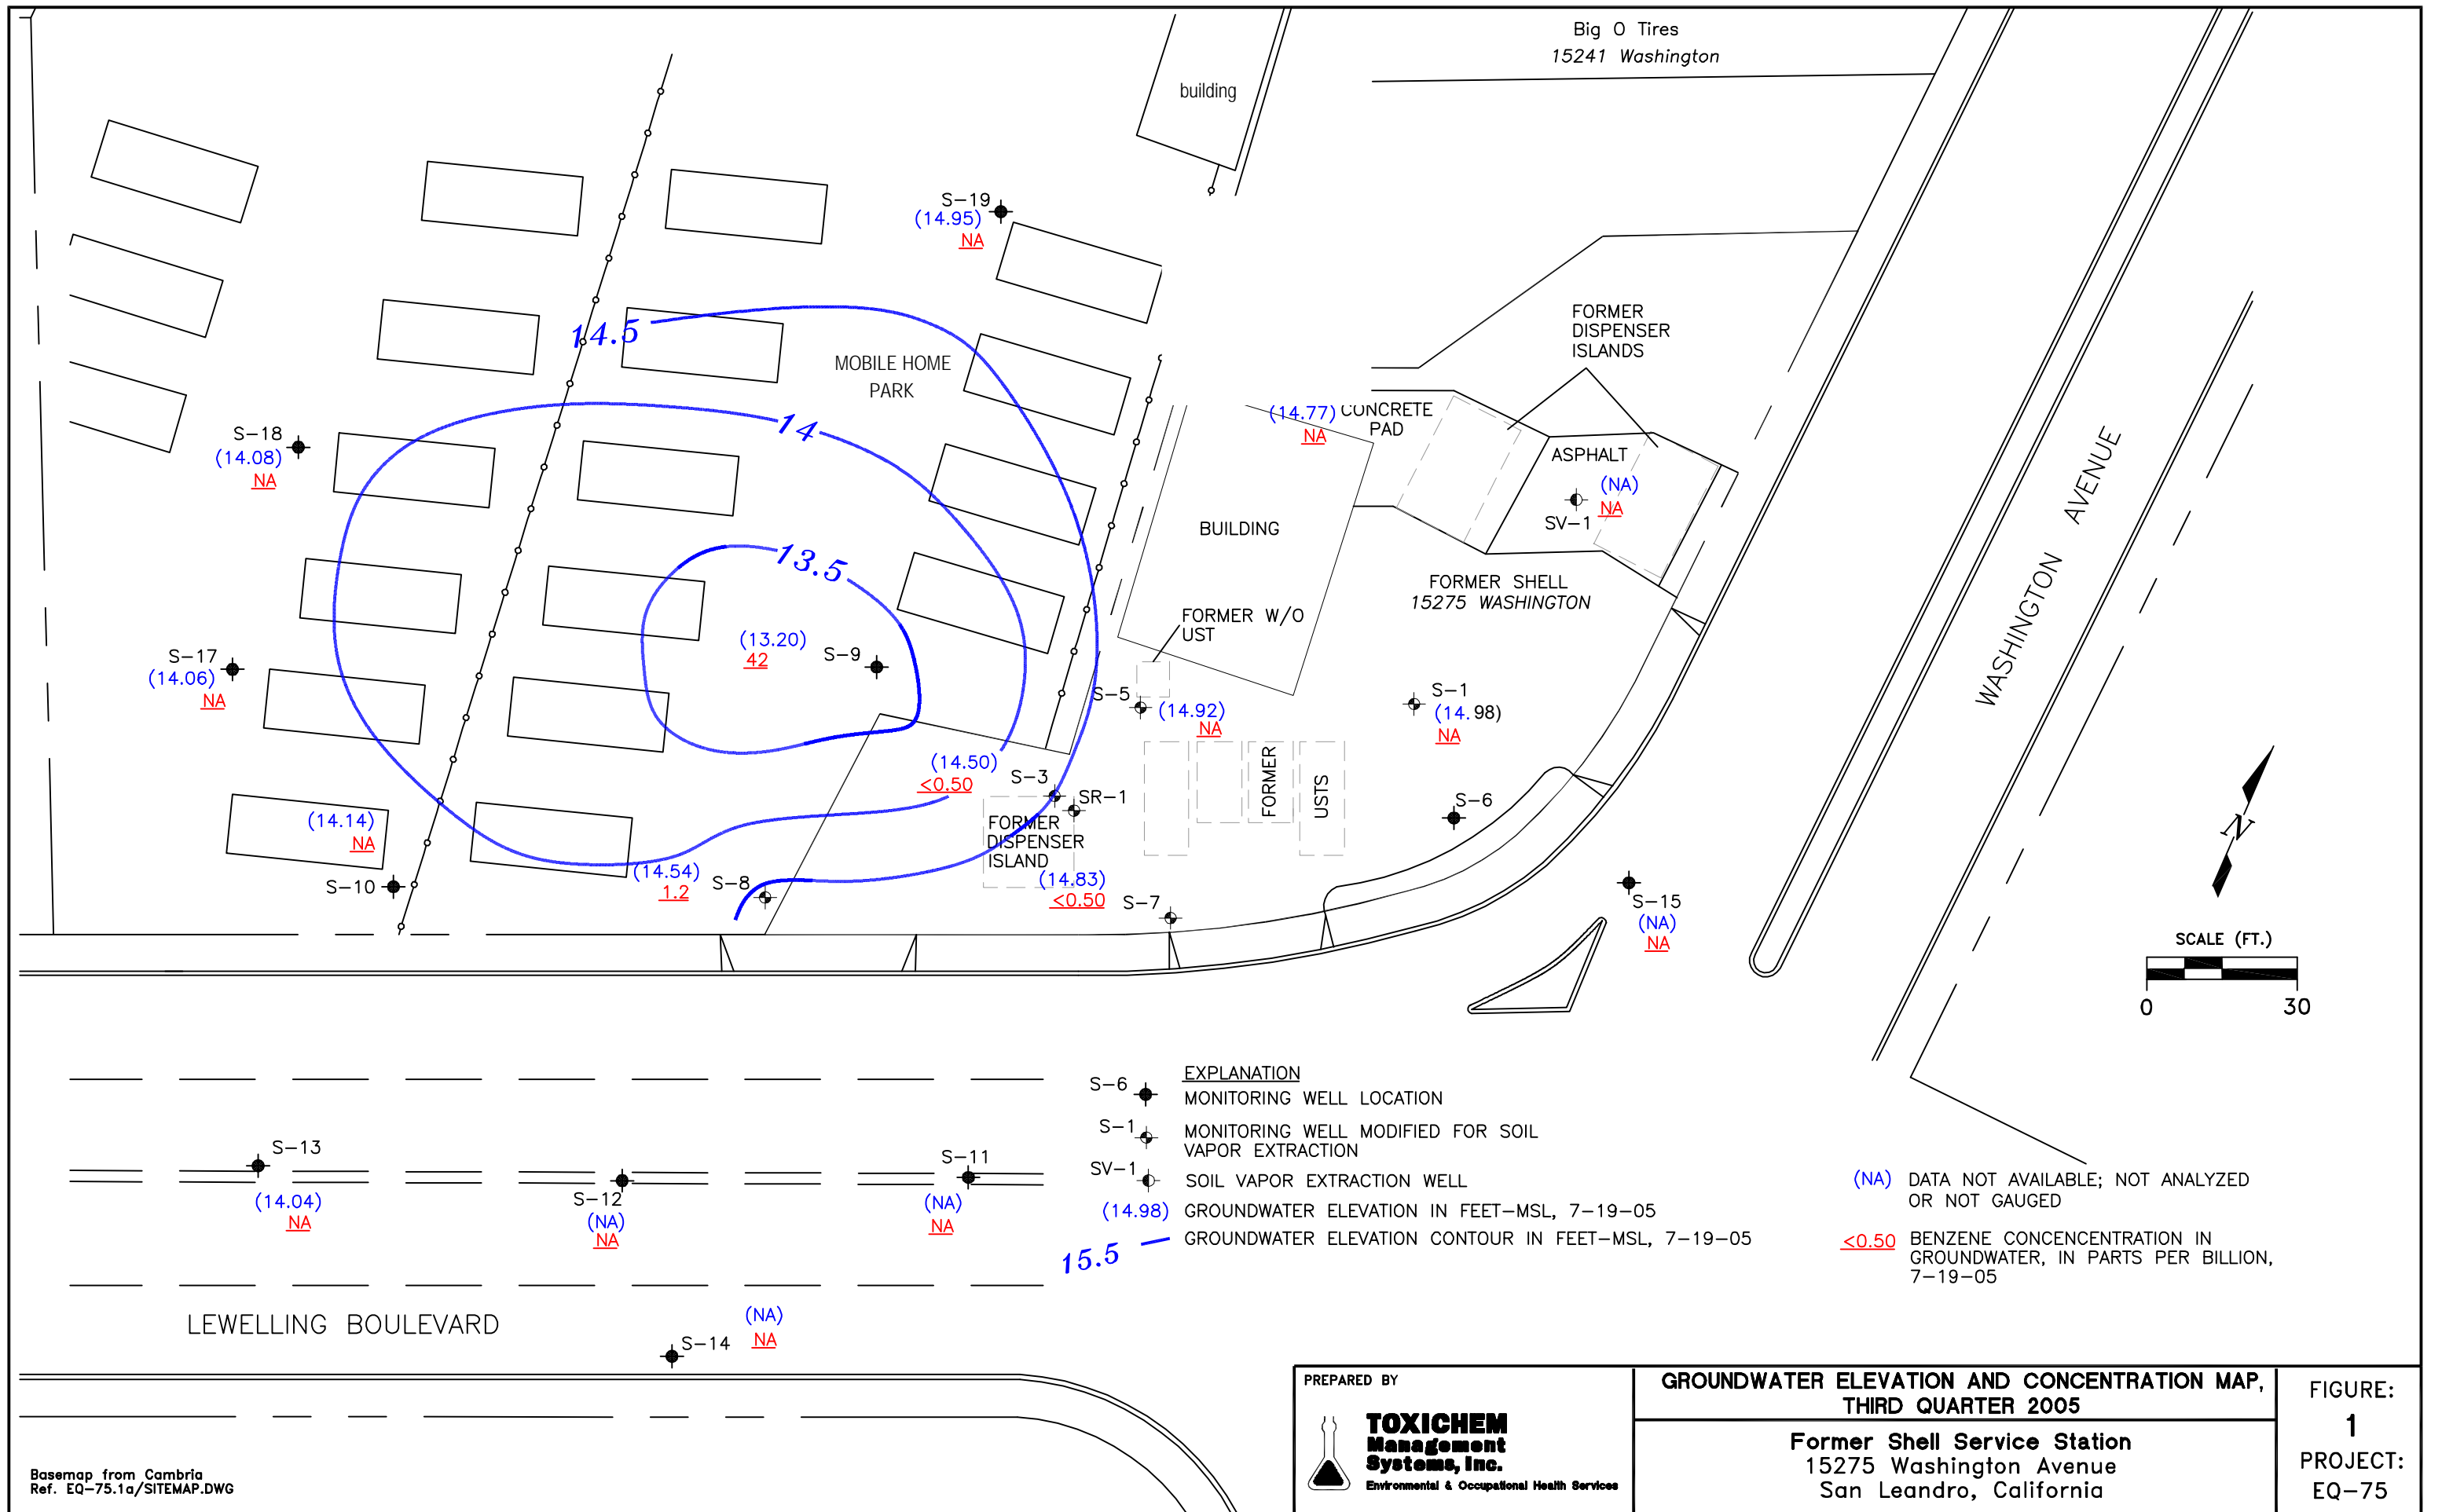 Big O Tires
15241 Washington
building
S-19
(14.95)
NA
FORMER
DISPENSER
ISLANDS
14.5
MOBILE HOME
PARK
14
(14.77) CONCRETE
PAD
NA
S-18
(14.08)
NA
ASPHALT
(NA)
NA
SV-1
BUILDING
WASHINGTON AVENUE
13.5
FORMER SHELL
15275 WASHINGTON
FORMER W/O
UST
(13.20)
42
S-9
S-17
(14.06)
NA
S-5
(14.92)
NA
S-1
(14.98)
NA
(14.50)
<0.50
S-3
SR-1
FORMER
USTS
S-6
FORMER
DISPENSER
ISLAND
(14.14)
NA
S-10
(14.54)
1.2
S-8
(14.83)
<0.50
S-7
S-15
(NA)
NA
N
SCALE (FT.)
0 30
EXPLANATION
S-6 MONITORING WELL LOCATION
S-1 MONITORING WELL MODIFIED FOR SOIL
VAPOR EXTRACTION
SV-1 SOIL VAPOR EXTRACTION WELL
(14.98) GROUNDWATER ELEVATION IN FEET-MSL, 7-19-05
15.5 GROUNDWATER ELEVATION CONTOUR IN FEET-MSL, 7-19-05
(NA) DATA NOT AVAILABLE; NOT ANALYZED
OR NOT GAUGED
<0.50 BENZENE CONCENCENTRATION IN
GROUNDWATER, IN PARTS PER BILLION,
7-19-05
S-13
(14.04)
NA
S-12
(NA)
NA
S-11
(NA)
NA
LEWELLING BOULEVARD
(NA)
NA
S-14
Basemap from Cambria
Ref. EQ-75.1a/SITEMAP.DWG
PREPARED BY
TOXICHEM
Management
Systems, Inc.
Environmental & Occupational Health Services
GROUNDWATER ELEVATION AND CONCENTRATION MAP,
THIRD QUARTER 2005
Former Shell Service Station
15275 Washington Avenue
San Leandro, California
FIGURE:
1
PROJECT:
EQ-75